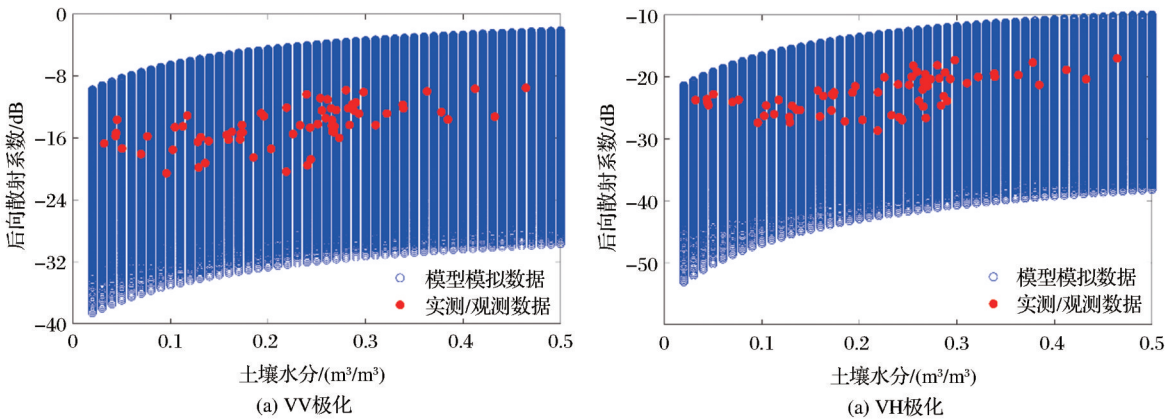 0
−8
−16
−24
−32
−40
后向散射系数/dB
0
0.1
0.2
0.3
0.4
0.5
土壤水分/(m³/m³)
模型模拟数据
实测/观测数据
(a) VV极化
−10
−20
−30
−40
−50
后向散射系数/dB
0
0.1
0.2
0.3
0.4
0.5
土壤水分/(m³/m³)
模型模拟数据
实测/观测数据
(a) VH极化